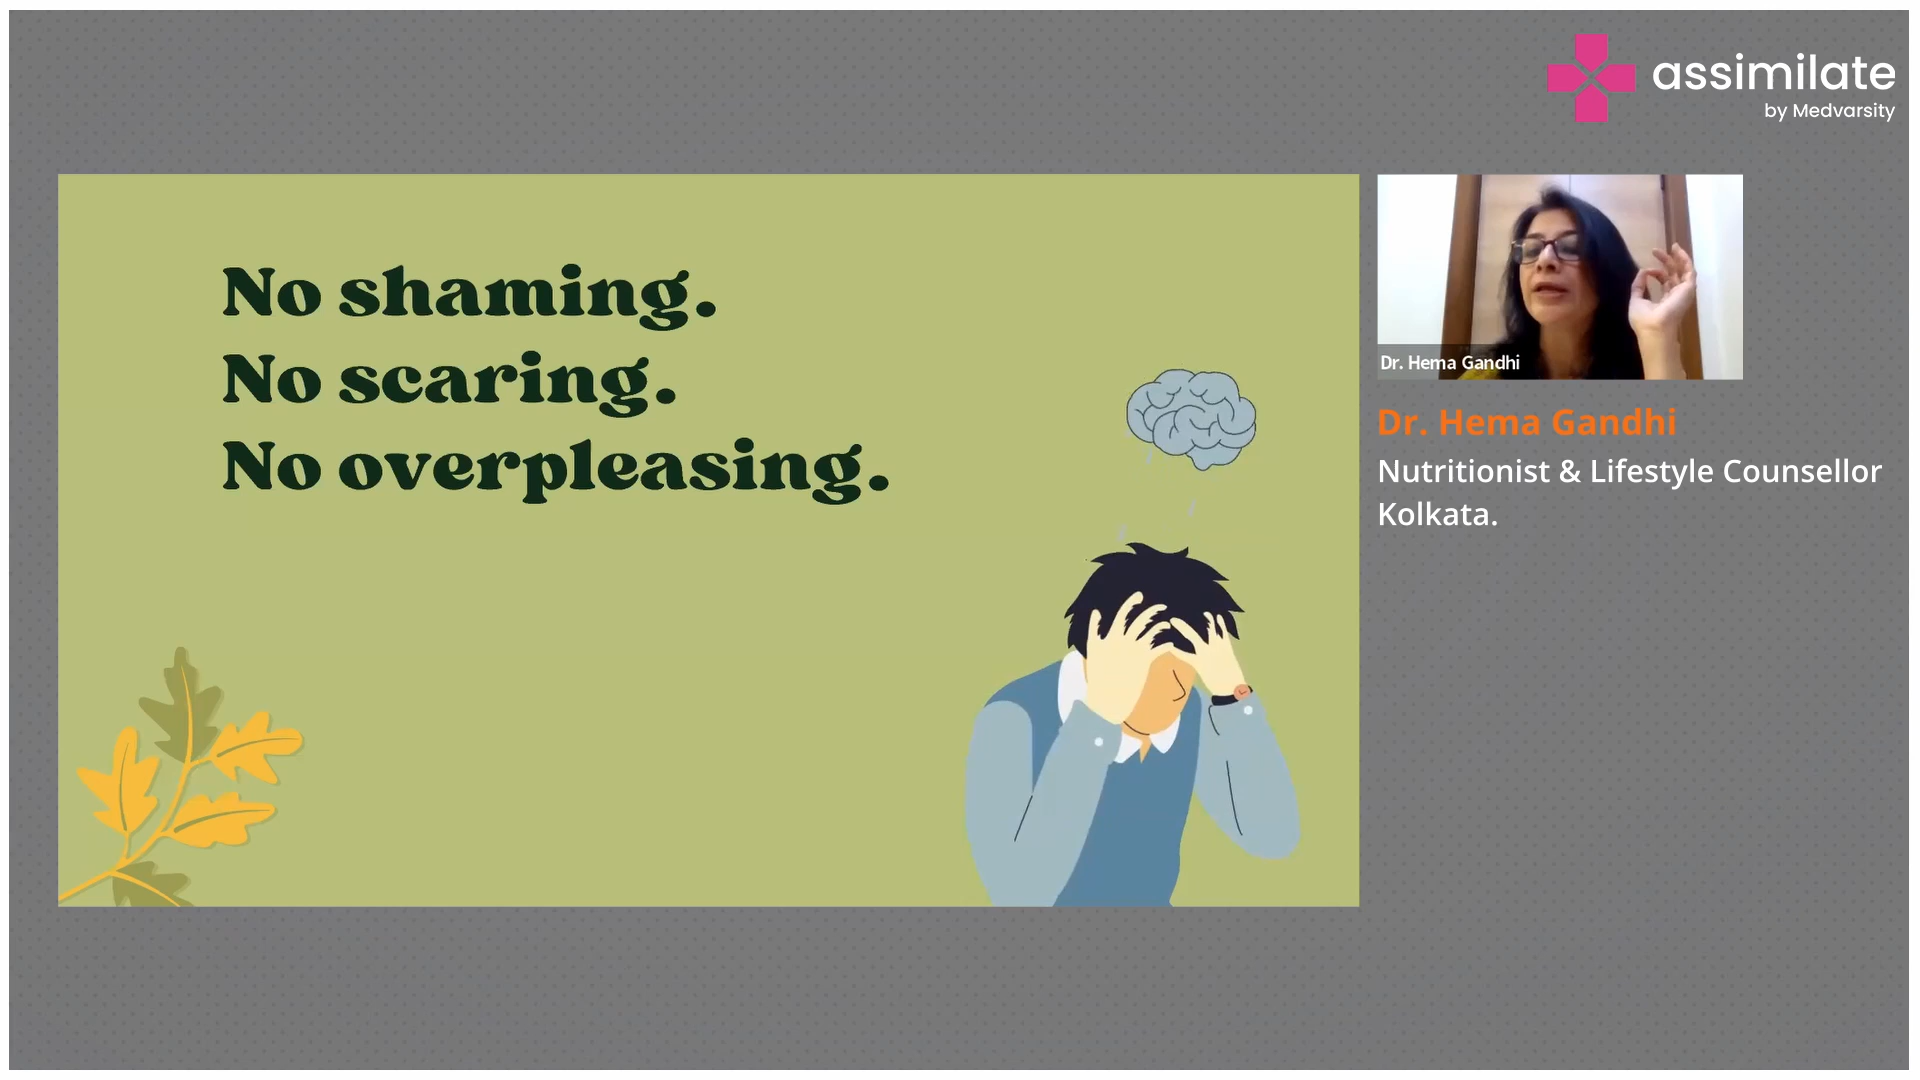 assimilate
by Medvarsity
No shaming.
No scaring.
No overpleasing.
Dr. Hema Gandhi
Dr. Hema Gandhi
Nutritionist & Lifestyle Counsellor
Kolkata.